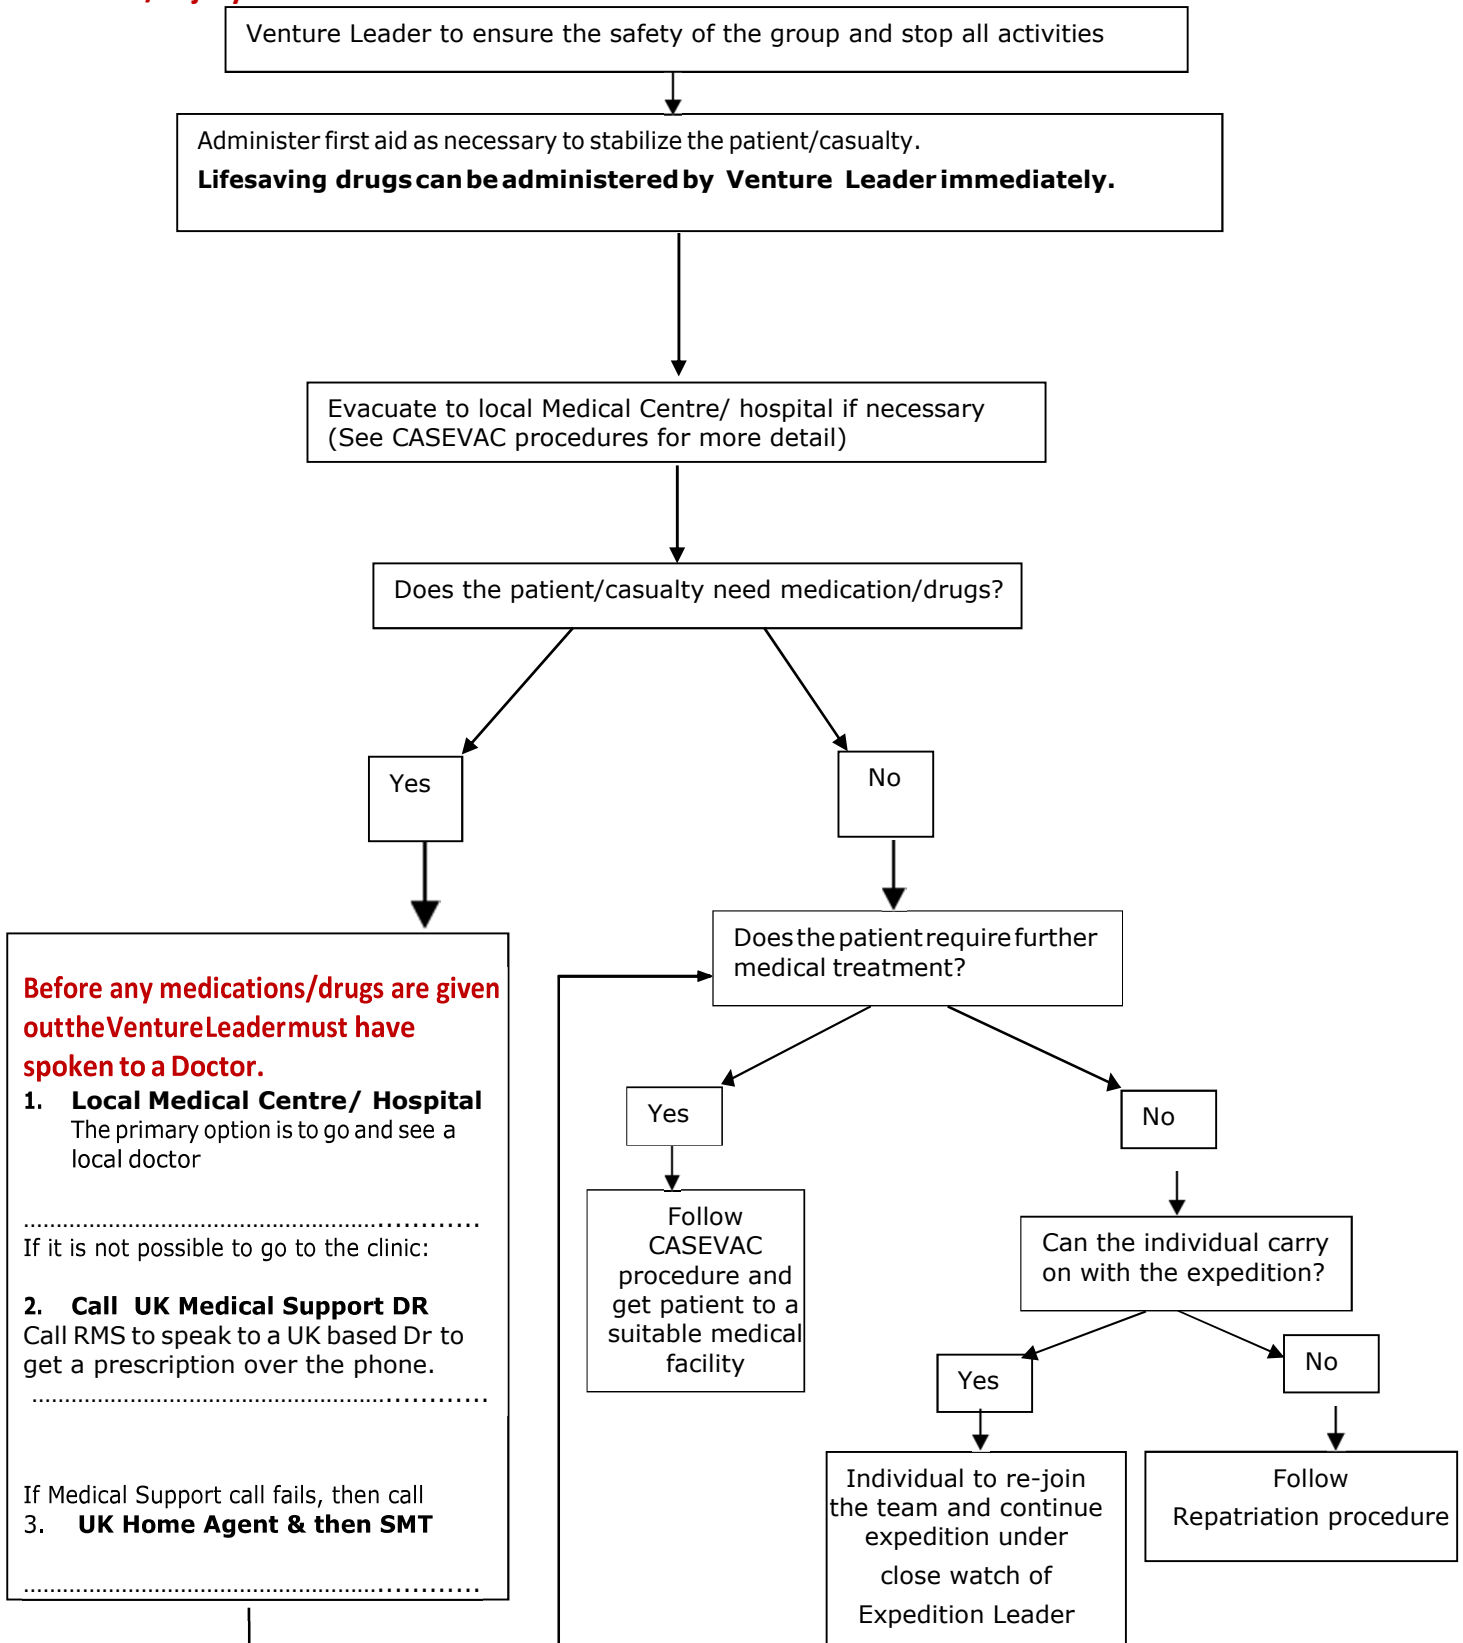 Venture Leader to ensure the safety of the group and stop all activities
Administer first aid as necessary to stabilize the patient/casualty.
Lifesaving drugs can be administered by Venture Leader immediately.
Evacuate to local Medical Centre/ hospital if necessary
(See CASEVAC procedures for more detail)
Does the patient/casualty need medication/drugs?
Yes
No
Before any medications/drugs are given
out the Venture Leader must have
spoken to a Doctor.
1. Local Medical Centre/ Hospital
The primary option is to go and see a
local doctor
..................................................................
If it is not possible to go to the clinic:
2. Call UK Medical Support DR
Call RMS to speak to a UK based Dr to
get a prescription over the phone.
..................................................................
If Medical Support call fails, then call
3. UK Home Agent & then SMT
..................................................................
Does the patient require further
medical treatment?
Yes
No
Follow
CASEVAC
procedure and
get patient to a
suitable medical
facility
Can the individual carry
on with the expedition?
Yes
No
Individual to re-join
the team and continue
expedition under
close watch of
Expedition Leader
Follow
Repatriation procedure